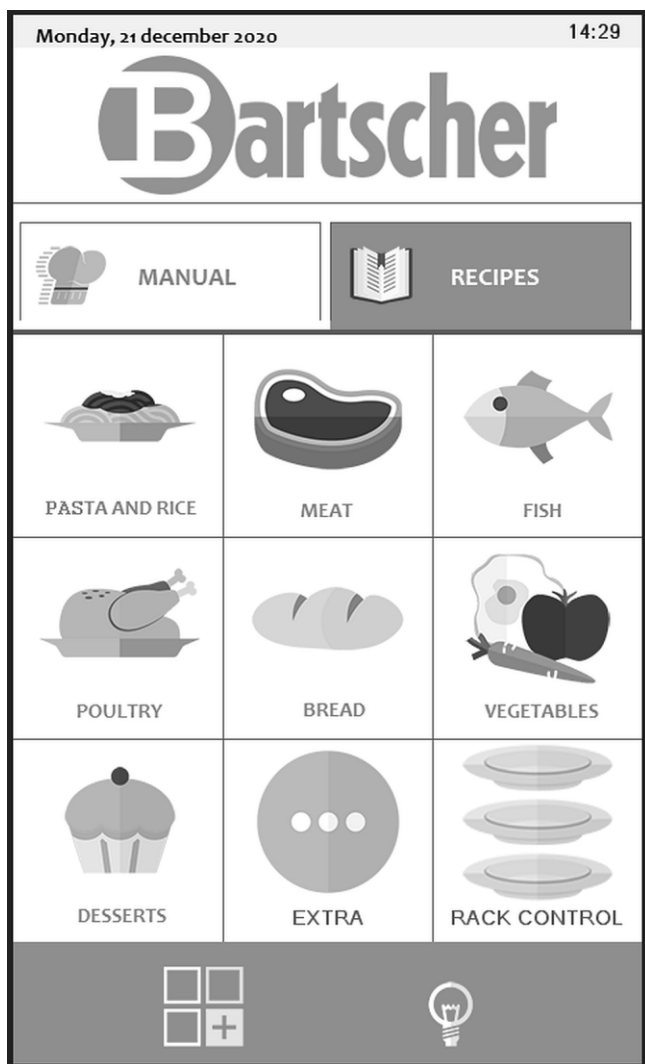 Monday, 21 december 2020 14:29
Bartscher
MANUAL RECIPES
PASTA AND RICE MEAT FISH
POULTRY BREAD VEGETABLES
DESSERTS EXTRA RACK CONTROL